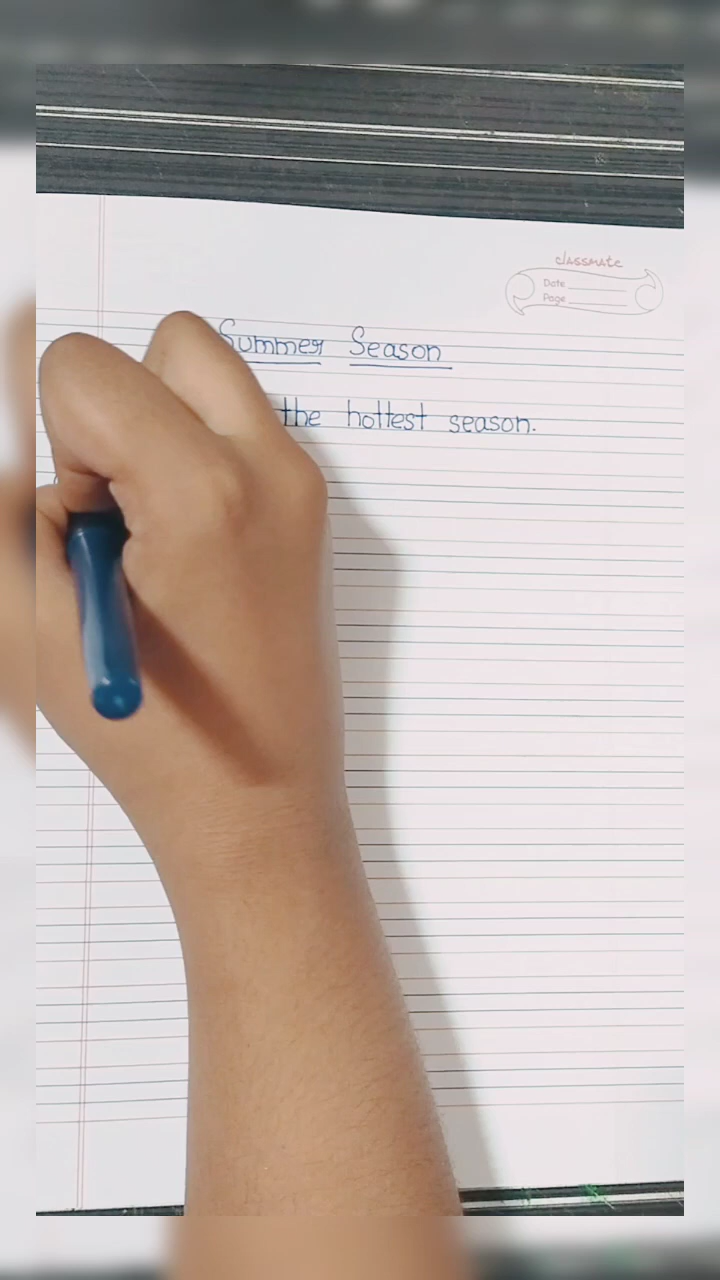 classmate
Date
Page
Summer Season
the hottest season.